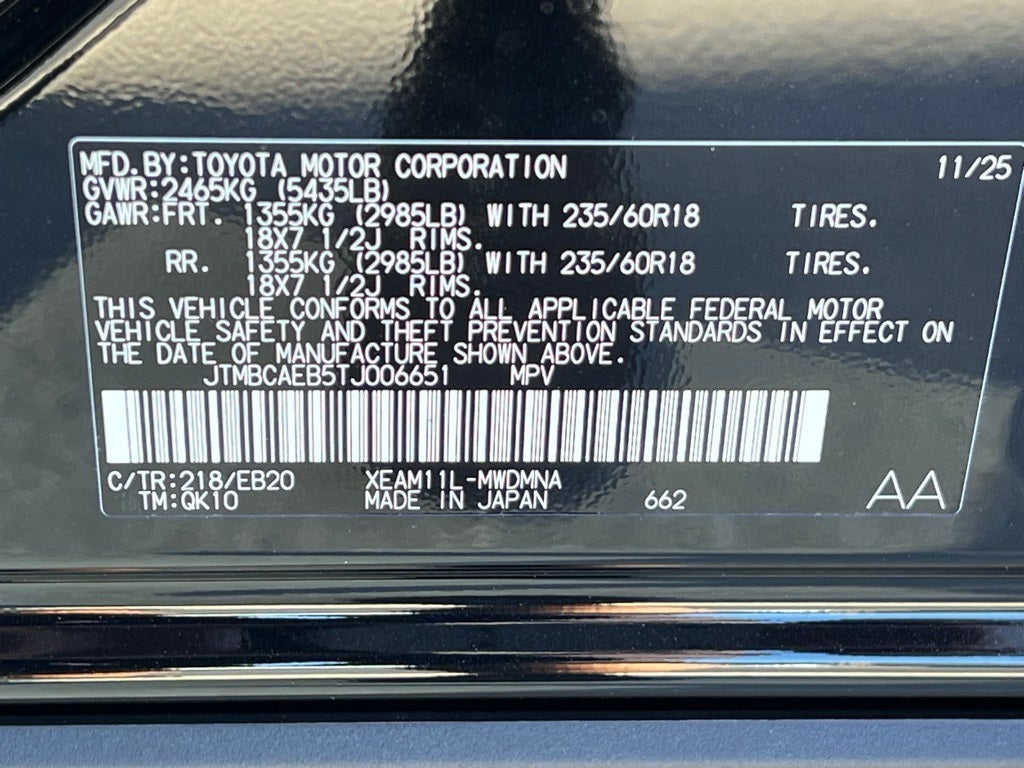 MFD.BY:TOYOTA MOTOR CORPORATION 11/25
GVWR:2465KG (5435LB)
GAWR:FRT. 1355KG (2985LB) WITH 235/60R18 TIRES.
18X7 1/2J RIMS.
RR. 1355KG (2985LB) WITH 235/60R18 TIRES.
18X7 1/2J RIMS.
THIS VEHICLE CONFORMS TO ALL APPLICABLE FEDERAL MOTOR
VEHICLE SAFETY AND THEFT PREVENTION STANDARDS IN EFFECT ON
THE DATE OF MANUFACTURE SHOWN ABOVE.
JTMBCAEB5TJ006651 MPV
C/TR:218/EB20 XEAM11L-MWDMNA
TM:QK10 MADE IN JAPAN 662 AA